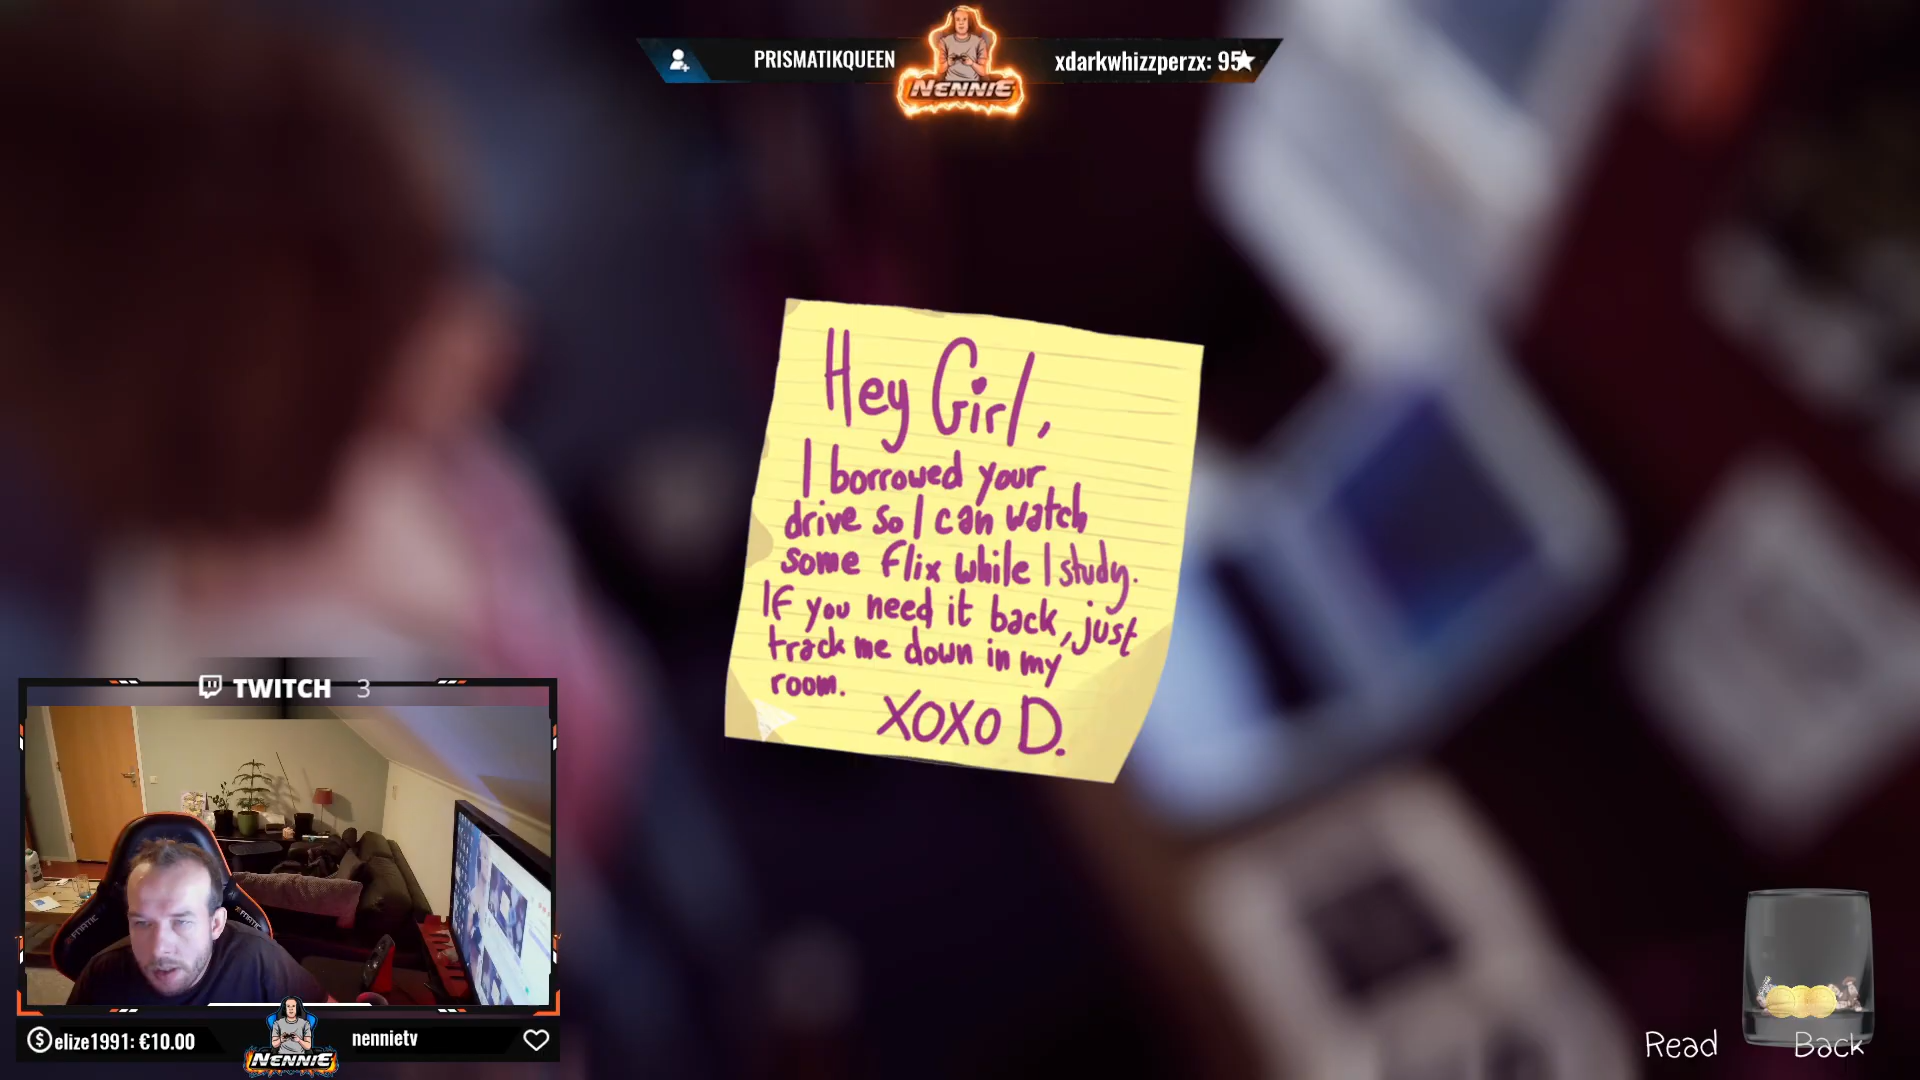 PRISMATIKQUEEN
xdarkwhizzperzx: 95
NENNIE
Hey Girl,
I borrowed your
drive so I can watch
some flix while I study.
If you need it back, just
track me down in my
room.
XOXO D.
TWITCH 3
FNATIC
FNATIC
elize1991: €10.00
NENNIE
nennietv
Read
Back